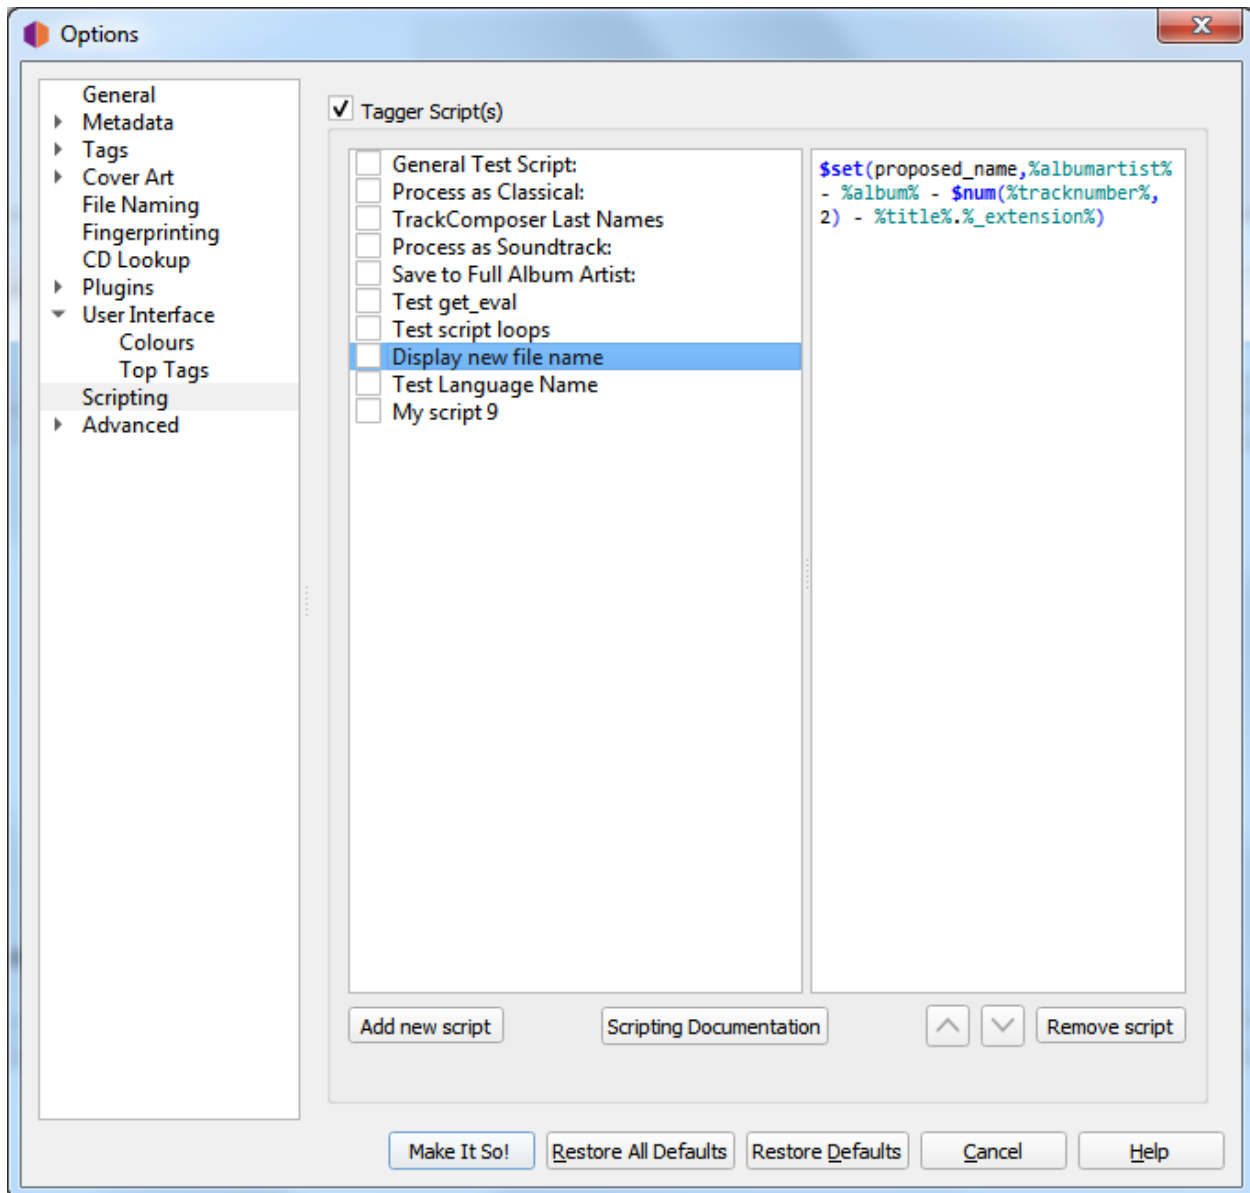 Options
General
Metadata
Tags
Cover Art
File Naming
Fingerprinting
CD Lookup
Plugins
User Interface
Colours
Top Tags
Scripting
Advanced
Tagger Script(s)
General Test Script:
Process as Classical:
TrackComposer Last Names
Process as Soundtrack:
Save to Full Album Artist:
Test get_eval
Test script loops
Display new file name
Test Language Name
My script 9
$set(proposed_name,%albumartist%
- %album% - $num(%tracknumber%,
2) - %title%.%_extension%)
Add new script
Scripting Documentation
Remove script
Make It So!
Restore All Defaults
Restore Defaults
Cancel
Help